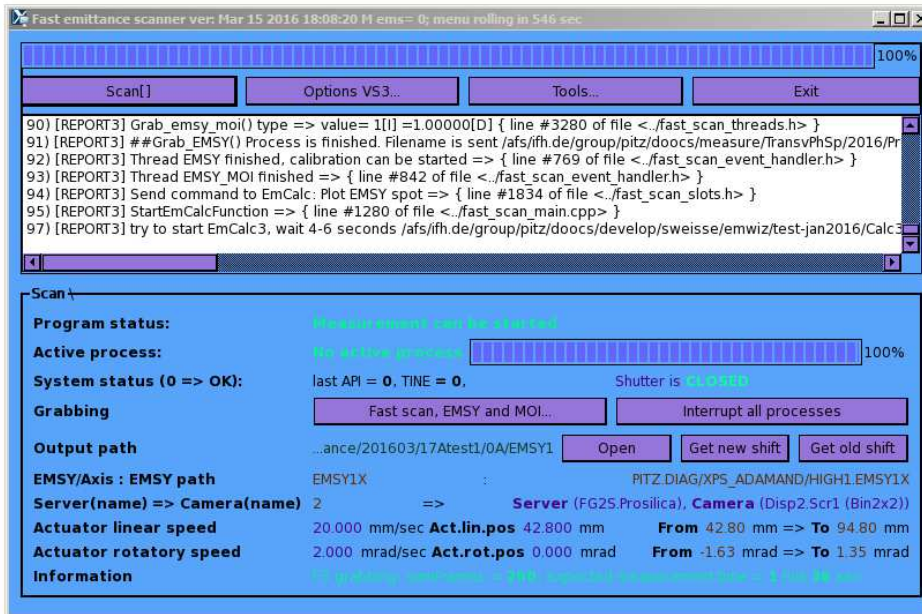 Fast emittance scanner ver: Mar 15 2016 18:08:20 M ems= 0; menu rolling in 546 sec
100%
Scan[] Options VS3... Tools... Exit
90) [REPORT3] Grab_emsy_moi() type => value= 1[I] =1.00000[D] { line #3280 of file <../fast_scan_threads.h> }
91) [REPORT3] ##Grab_EMSY() Process is finished. Filename is sent /afs/ifh.de/group/pitz/doocs/measure/TransvPhSp/2016/Pr
92) [REPORT3] Thread EMSY finished, calibration can be started => { line #769 of file <../fast_scan_event_handler.h> }
93) [REPORT3] Thread EMSY_MOI finished => { line #842 of file <../fast_scan_event_handler.h> }
94) [REPORT3] Send command to EmCalc: Plot EMSY spot => { line #1834 of file <../fast_scan_slots.h> }
95) [REPORT3] StartEmCalcFunction => { line #1280 of file <../fast_scan_main.cpp> }
97) [REPORT3] try to start EmCalc3, wait 4-6 seconds /afs/ifh.de/group/pitz/doocs/develop/sweisse/emwiz/test-jan2016/Calc3
Scan \
Program status: Measurement can be started
Active process: No active process 100%
System status (0 => OK): last API = 0, TINE = 0, Shutter is CLOSED
Grabbing Fast scan, EMSY and MOI... Interrupt all processes
Output path ...ance/201603/17Atest1/0A/EMSY1 Open Get new shift Get old shift
EMSY/Axis : EMSY path EMSY1X : PITZ.DIAG/XPS_ADAMAND/HIGH1.EMSY1X
Server(name) => Camera(name) 2 => Server (FG2S.Prosilica), Camera (Disp2.Scr1 (Bin2x2))
Actuator linear speed 20.000 mm/sec Act.lin.pos 42.800 mm From 42.80 mm => To 94.80 mm
Actuator rotatory speed 2.000 mrad/sec Act.rot.pos 0.000 mrad From -1.63 mrad => To 1.35 mrad
Information grabbing,